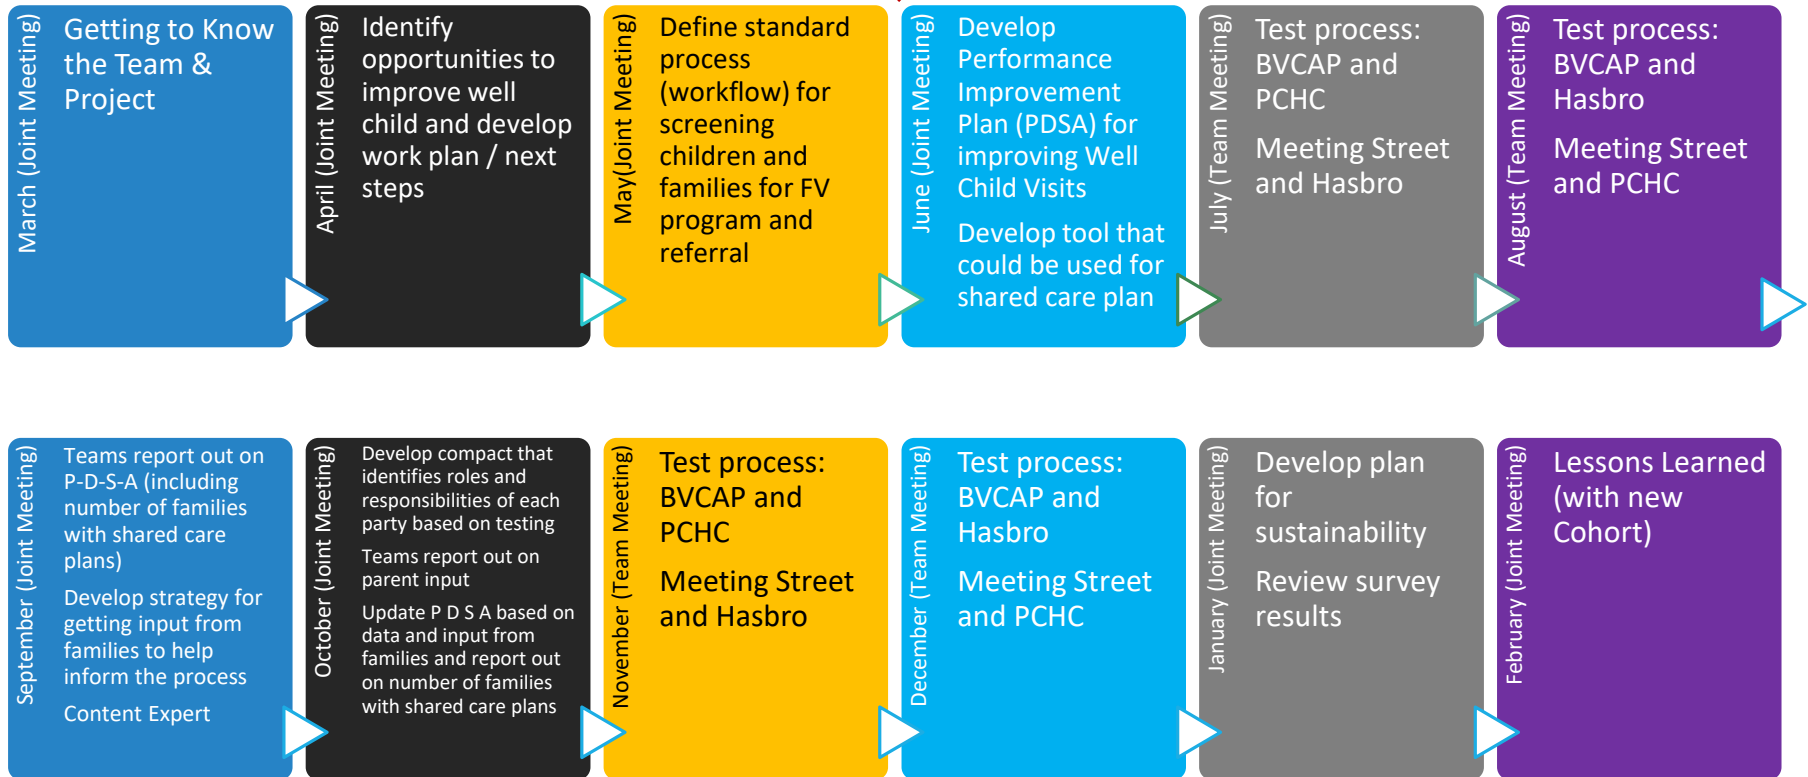 March (Joint Meeting)
Getting to Know
the Team &
Project
April (Joint Meeting)
Identify
opportunities to
improve well
child and develop
work plan / next
steps
May(Joint Meeting)
Define standard
process
(workflow) for
screening
children and
families for FV
program and
referral
June (Joint Meeting)
Develop
Performance
Improvement
Plan (PDSA) for
improving Well
Child Visits
Develop tool that
could be used for
shared care plan
July (Team Meeting)
Test process:
BVCAP and
PCHC
Meeting Street
and Hasbro
August (Team Meeting)
Test process:
BVCAP and
Hasbro
Meeting Street
and PCHC
September (Joint Meeting)
Teams report out on
P-D-S-A (including
number of families
with shared care
plans)
Develop strategy for
getting input from
families to help
inform the process
Content Expert
October (Joint Meeting)
Develop compact that
identifies roles and
responsibilities of each
party based on testing
Teams report out on
parent input
Update P D S A based on
data and input from
families and report out
on number of families
with shared care plans
November (Team Meeting)
Test process:
BVCAP and
PCHC
Meeting Street
and Hasbro
December (Team Meeting)
Test process:
BVCAP and
Hasbro
Meeting Street
and PCHC
January (Joint Meeting)
Develop plan
for
sustainability
Review survey
results
February (Joint Meeting)
Lessons Learned
(with new
Cohort)